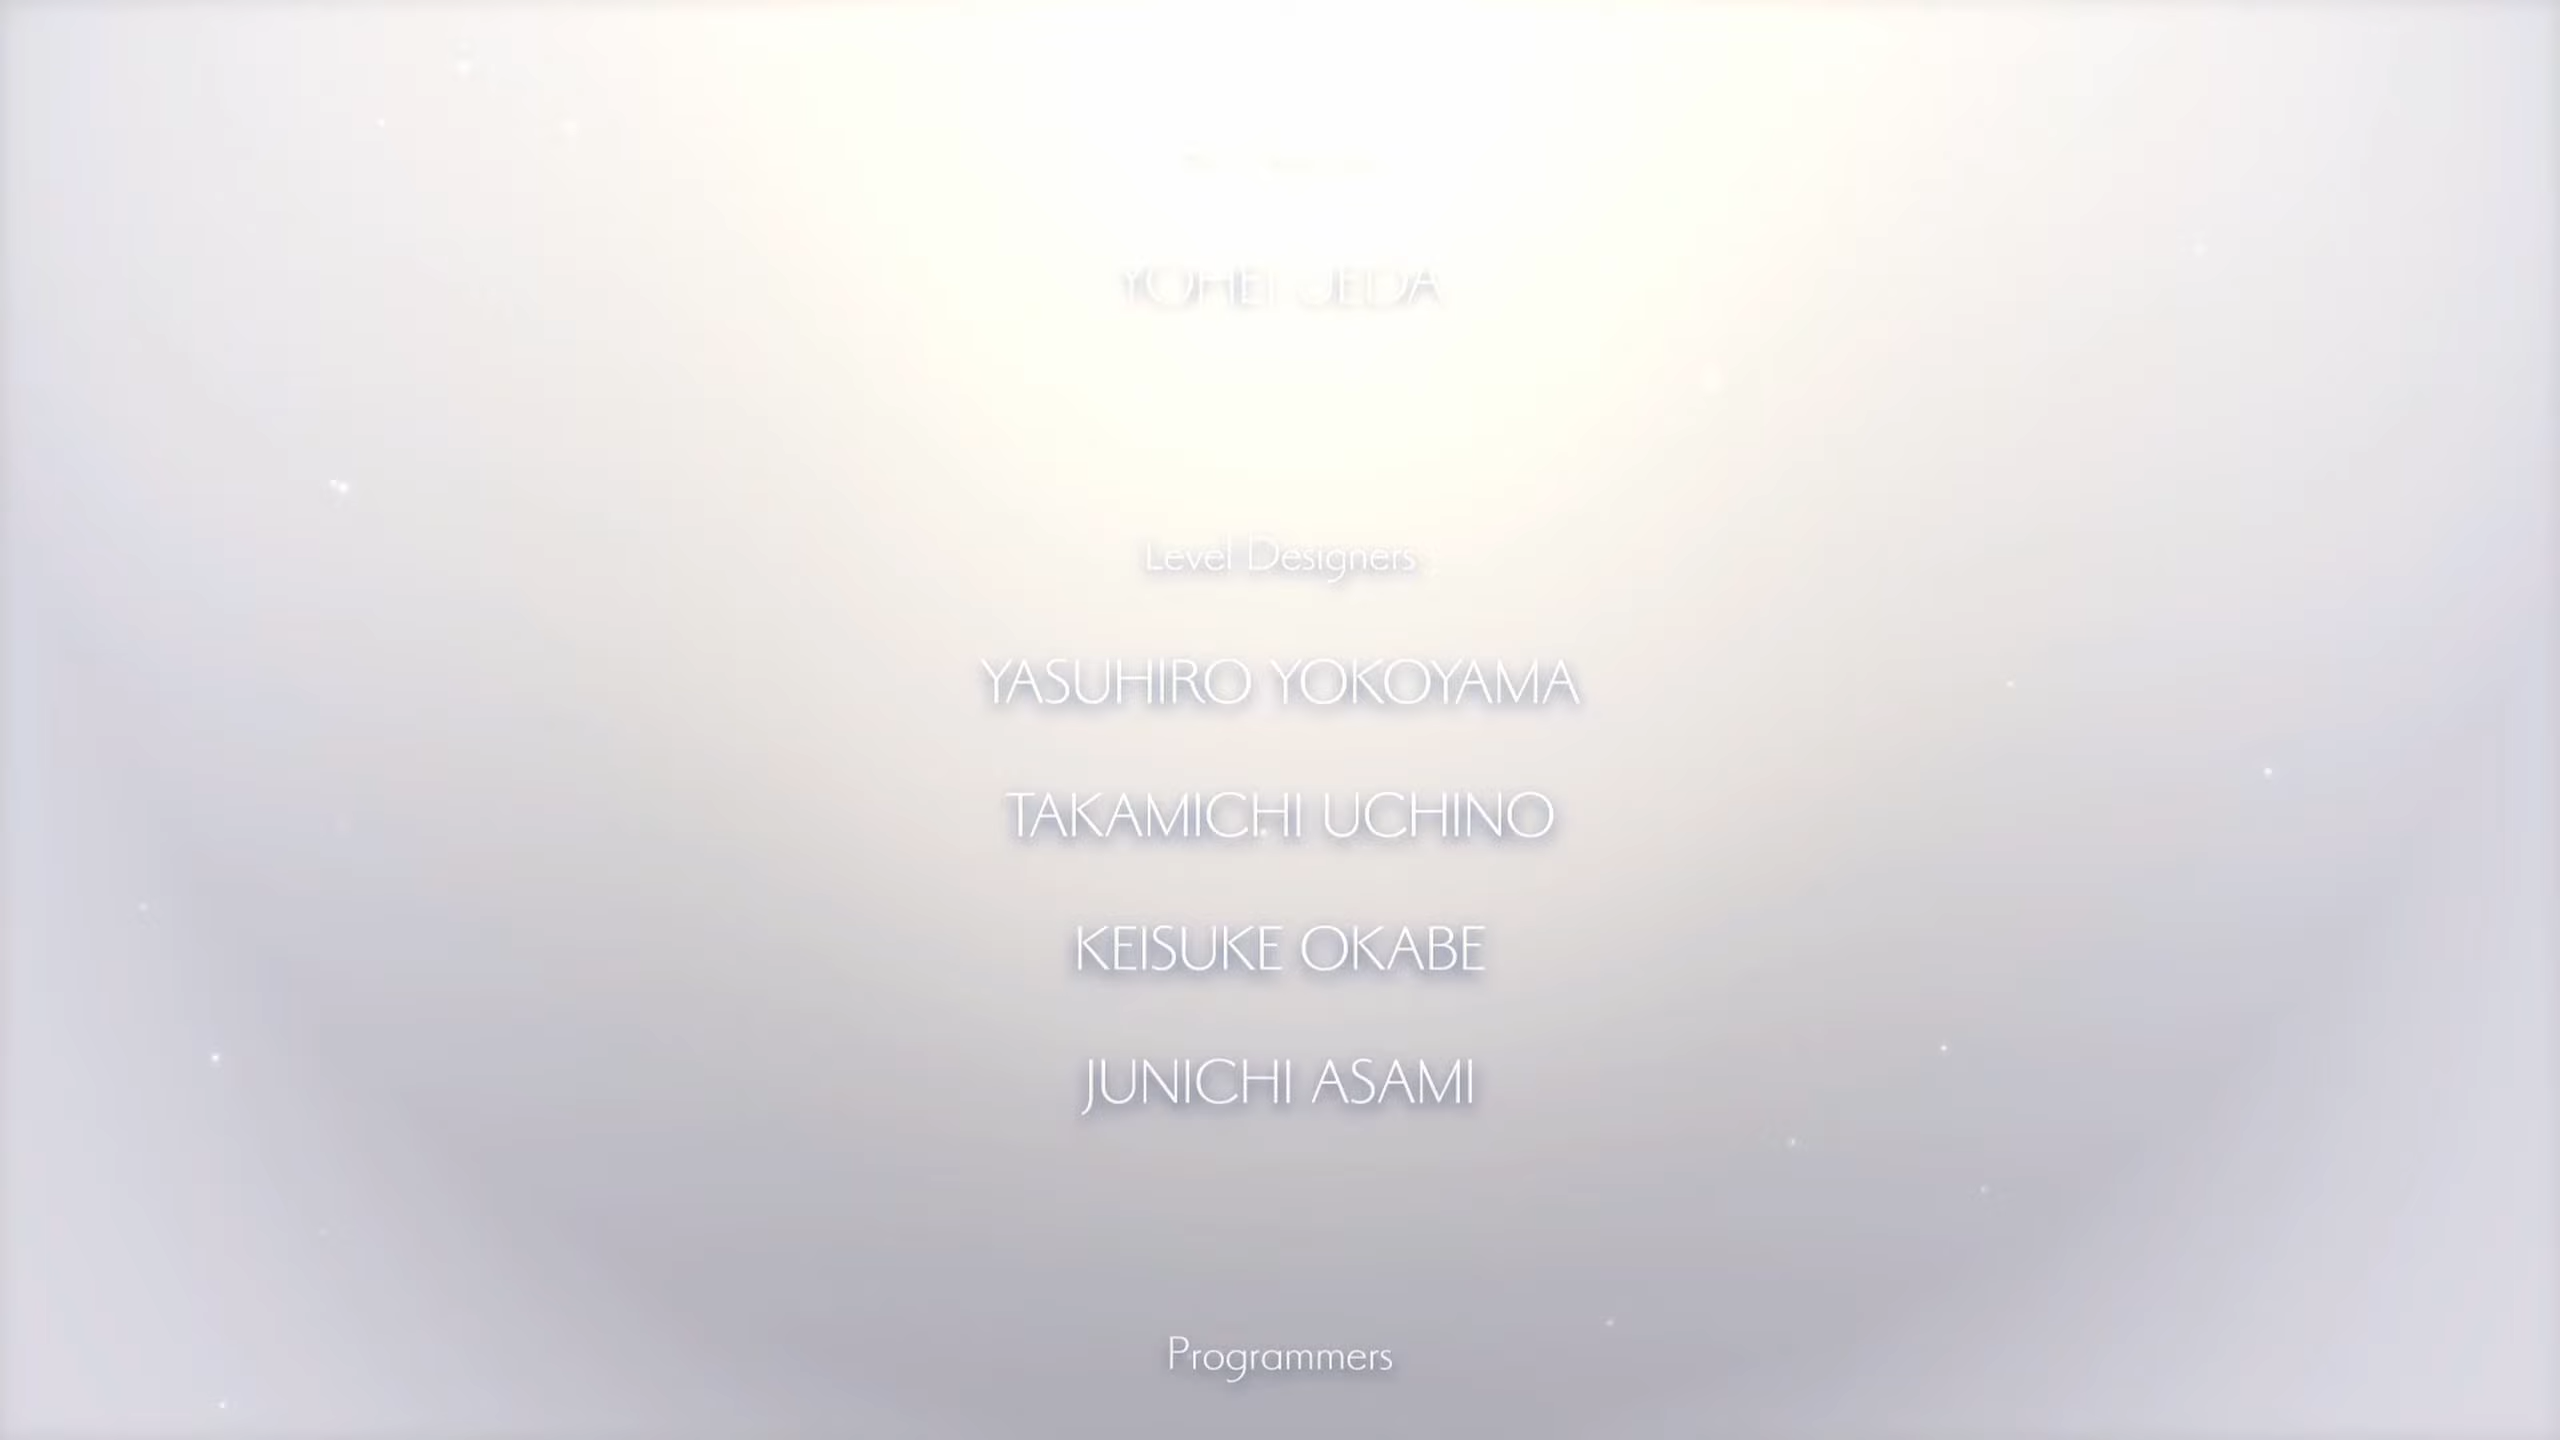 YOHEI UEDA
Level Designers
YASUHIRO YOKOYAMA
TAKAMICHI UCHINO
KEISUKE OKABE
JUNICHI ASAMI
Programmers